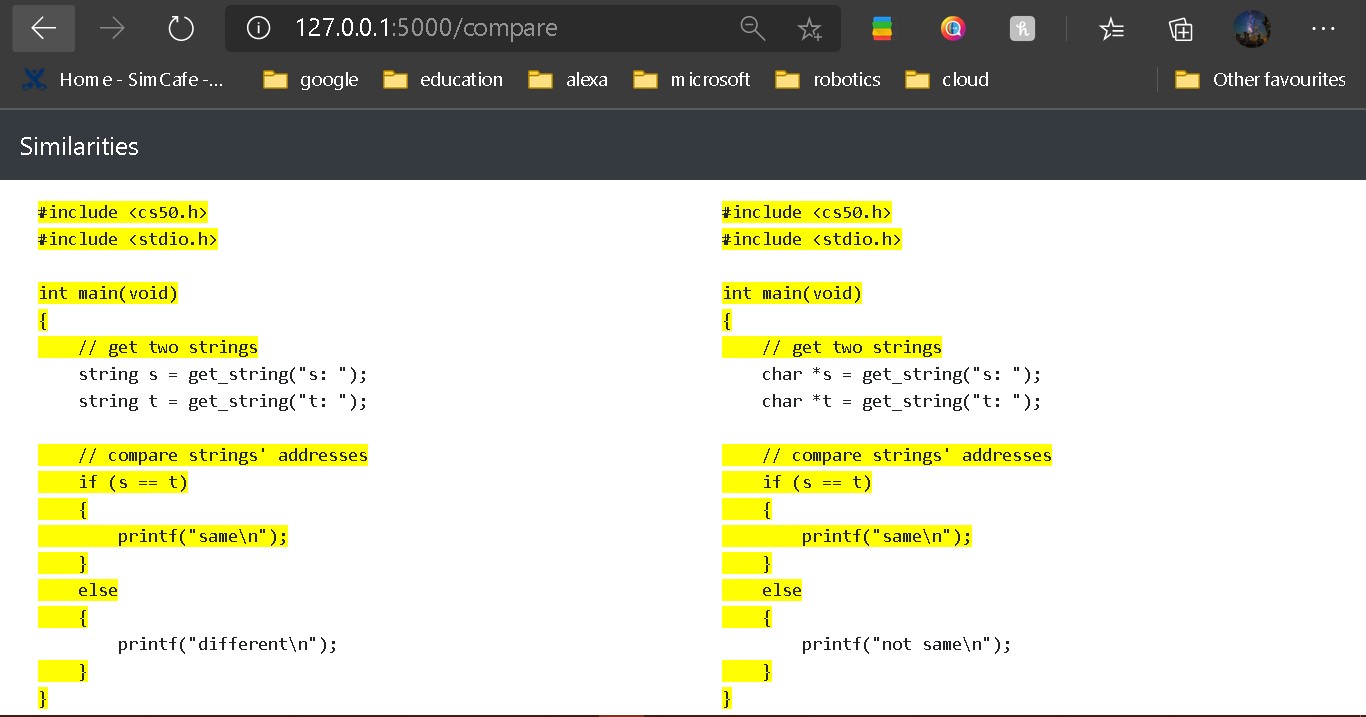 127.0.0.1:5000/compare
Home - SimCafe -...
google
education
alexa
microsoft
robotics
cloud
Other favourites
Similarities
#include <cs50.h>
#include <stdio.h>
int main(void)
{
    // get two strings
    string s = get_string("s: ");
    string t = get_string("t: ");
    // compare strings' addresses
    if (s == t)
    {
        printf("same\n");
    }
    else
    {
        printf("different\n");
    }
}
#include <cs50.h>
#include <stdio.h>
int main(void)
{
    // get two strings
    char *s = get_string("s: ");
    char *t = get_string("t: ");
    // compare strings' addresses
    if (s == t)
    {
        printf("same\n");
    }
    else
    {
        printf("not same\n");
    }
}